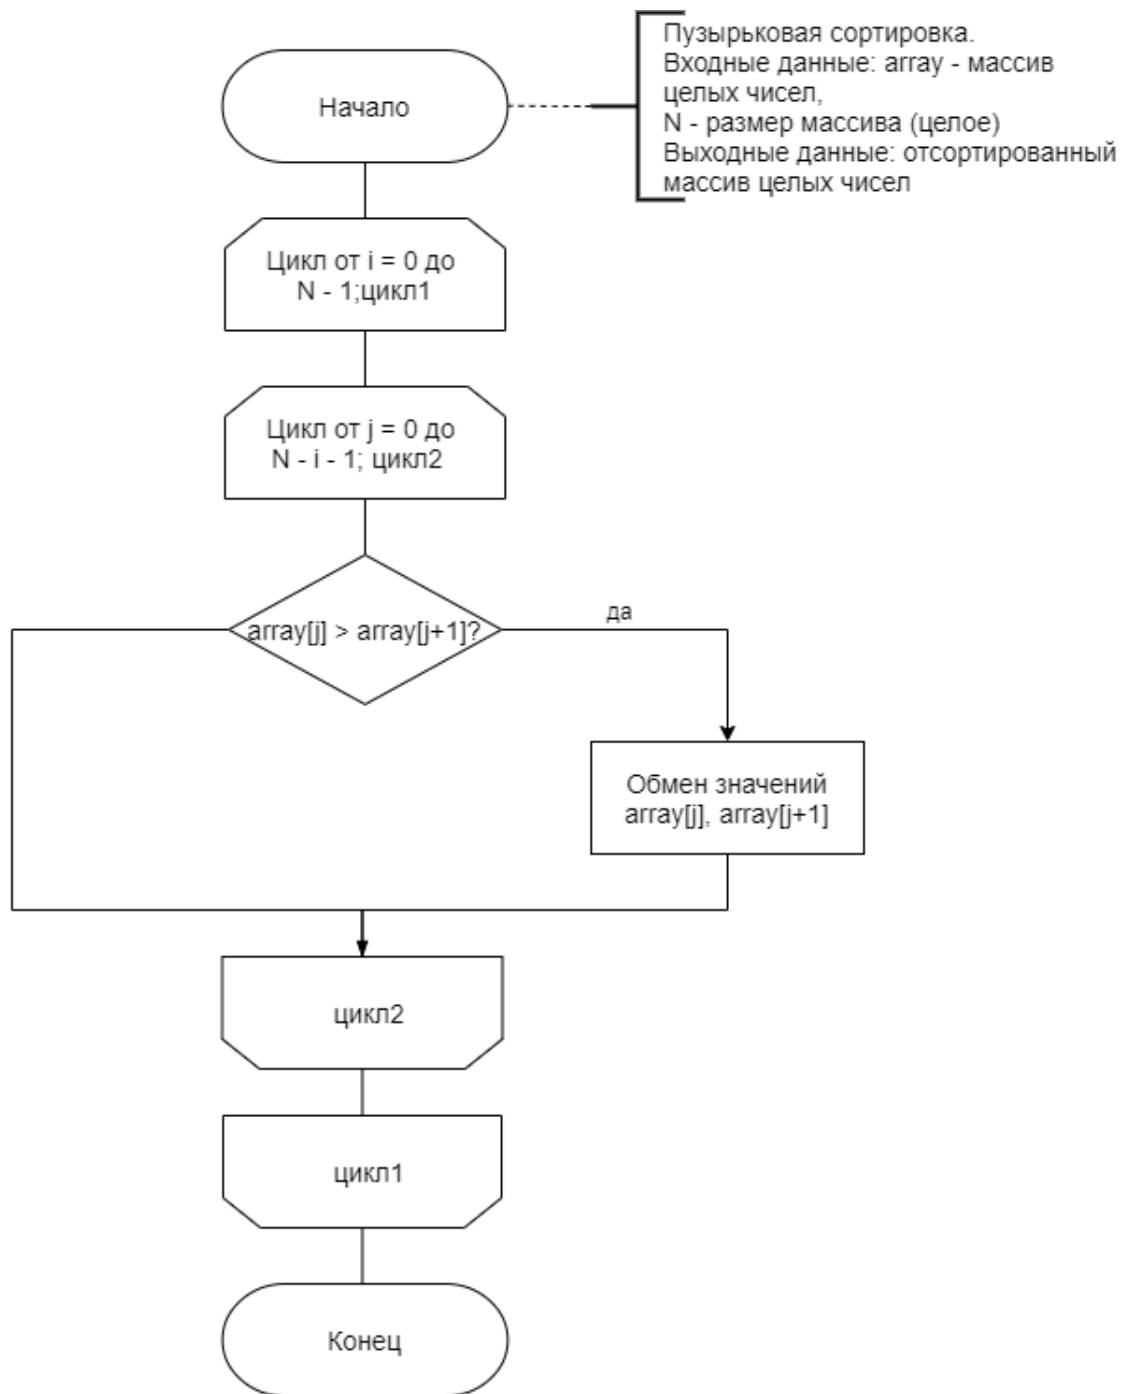 Начало
Пузырьковая сортировка.
Входные данные: array - массив
целых чисел,
N - размер массива (целое)
Выходные данные: отсортированный
массив целых чисел
Цикл от i = 0 до
N - 1;цикл1
Цикл от j = 0 до
N - i - 1; цикл2
array[j] > array[j+1]?
да
Обмен значений
array[j], array[j+1]
цикл2
цикл1
Конец